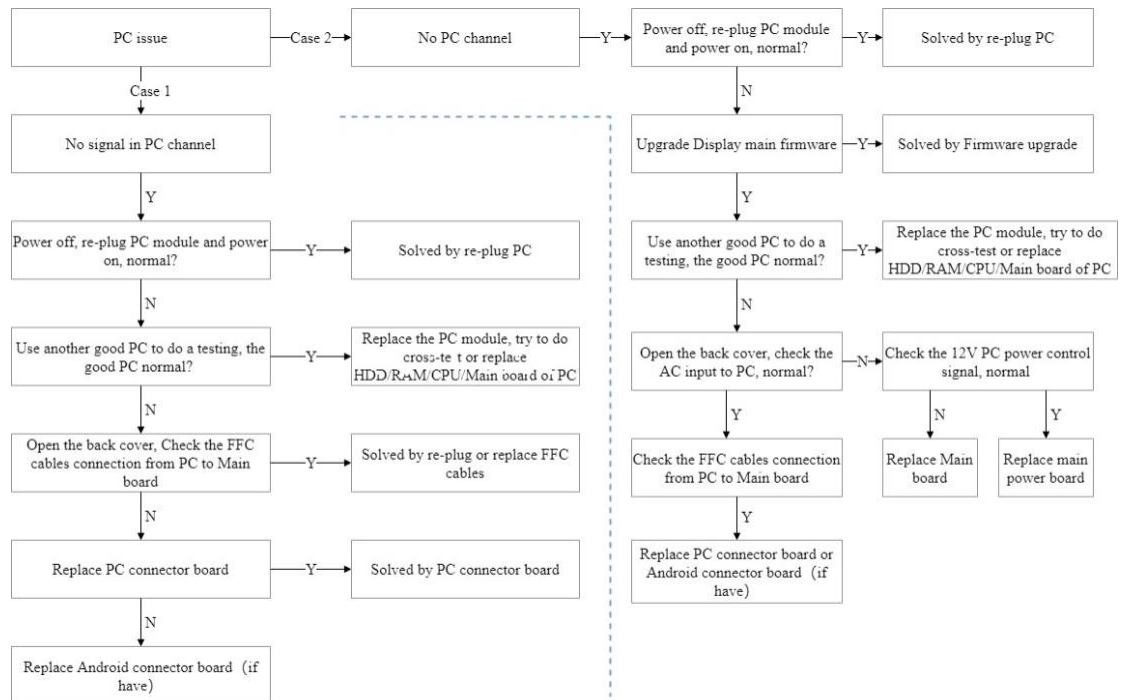 PC issue
Case 2
No PC channel
Y
Power off, re-plug PC module
and power on, normal?
Y
Solved by re-plug PC
Case 1
N
No signal in PC channel
Upgrade Display main firmware
Y
Solved by Firmware upgrade
Y
Y
Power off, re-plug PC module and power
on, normal?
Y
Solved by re-plug PC
Use another good PC to do a
testing, the good PC normal?
Y
Replace the PC module, try to do
cross-test or replace
HDD/RAM/CPU/Main board of PC
N
N
Use another good PC to do a testing, the
good PC normal?
Y
Replace the PC module, try to do
or replace
HDD/RAM/CPU/Main board of PC
Open the back cover, check the
AC input to PC, normal?
N
Check the 12V PC power control
signal, normal
N
Y
N
Y
Open the back cover, Check the FFC
cables connection from PC to Main
board
Y
Solved by re-plug or replace FFC
cables
Check the FFC cables connection
from PC to Main board
Replace Main
board
Replace main
power board
N
Y
Replace PC connector board
Y
Solved by PC connector board
Replace PC connector board or
Android connector board (if
have)
N
Replace Android connector board (if
have)